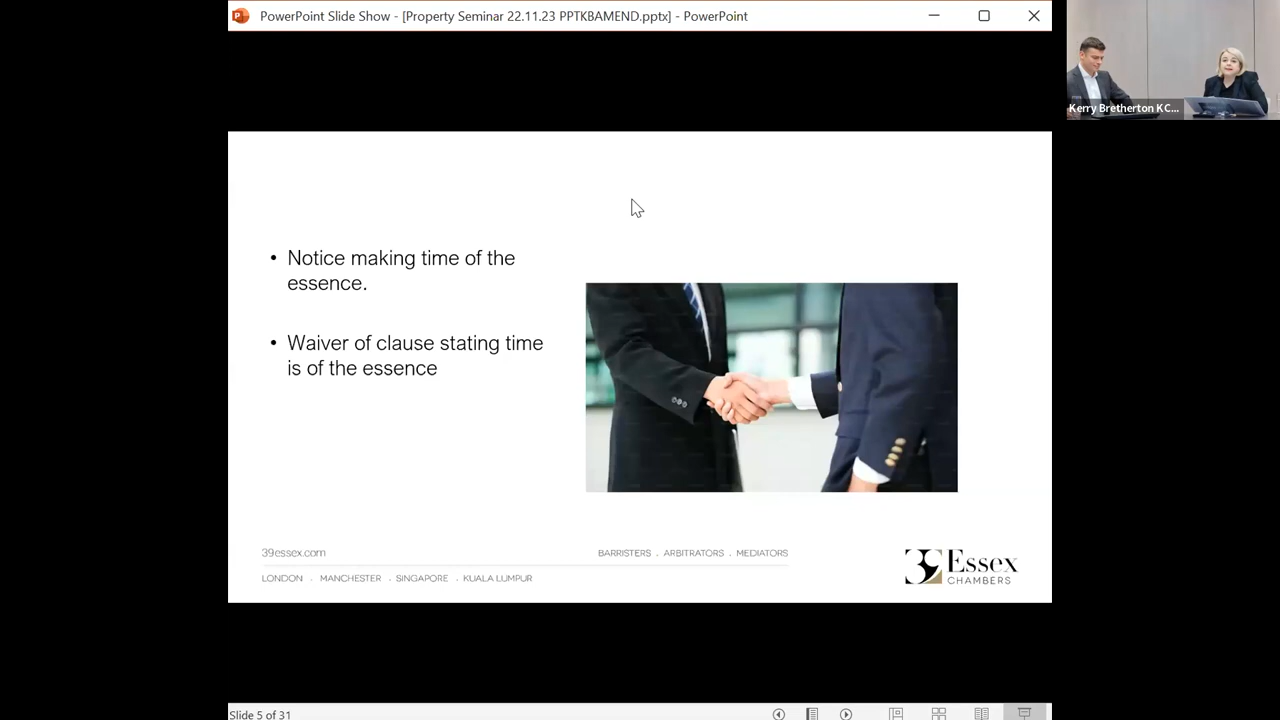 PowerPoint Slide Show - [Property Seminar 22.11.23 PPTKBAMEND.pptx] - PowerPoint
Kerry Bretherton KC...
• Notice making time of the
essence.
• Waiver of clause stating time
is of the essence
39essex.com
BARRISTERS . ARBITRATORS . MEDIATORS
LONDON . MANCHESTER . SINGAPORE . KUALA LUMPUR
39 Essex
CHAMBERS
Slide 5 of 31